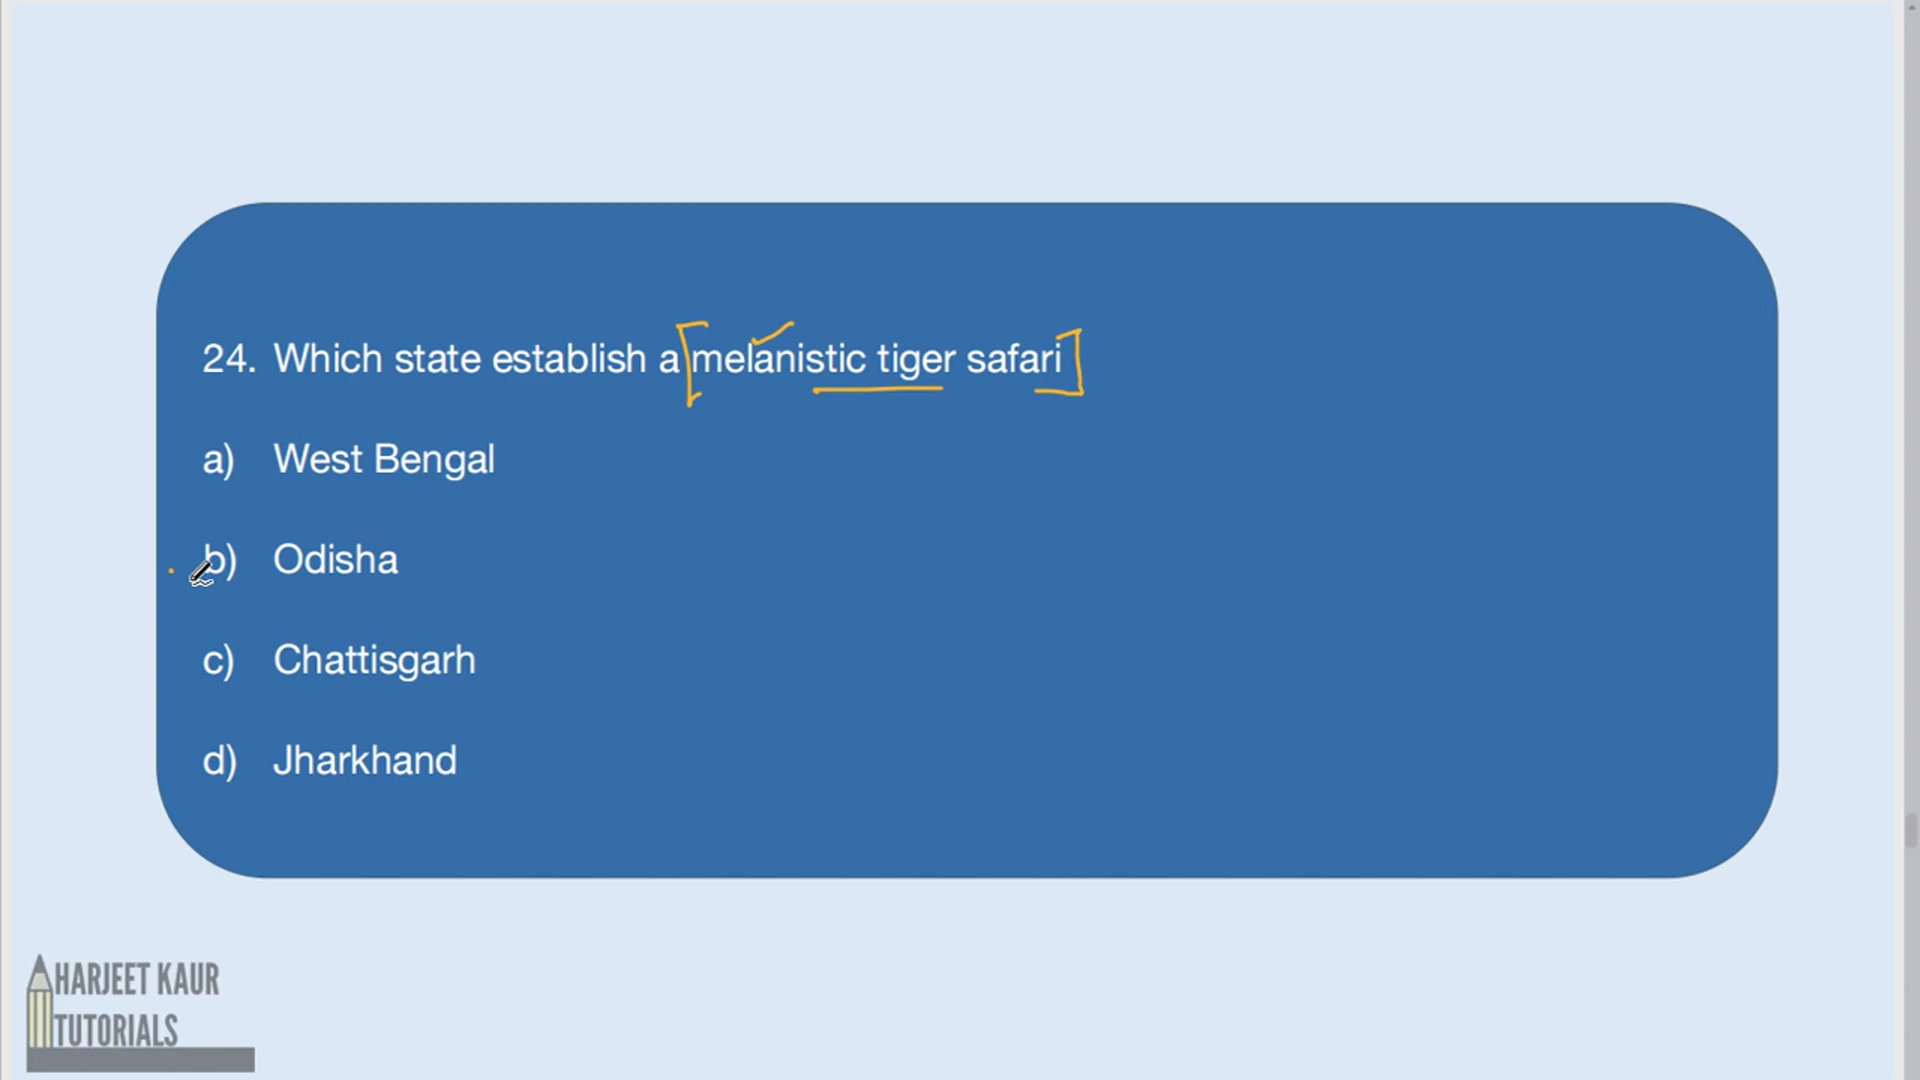 24. Which state establish a melanistic tiger safari
a) West Bengal
b) Odisha
c) Chattisgarh
d) Jharkhand
HARJEET KAUR
TUTORIALS